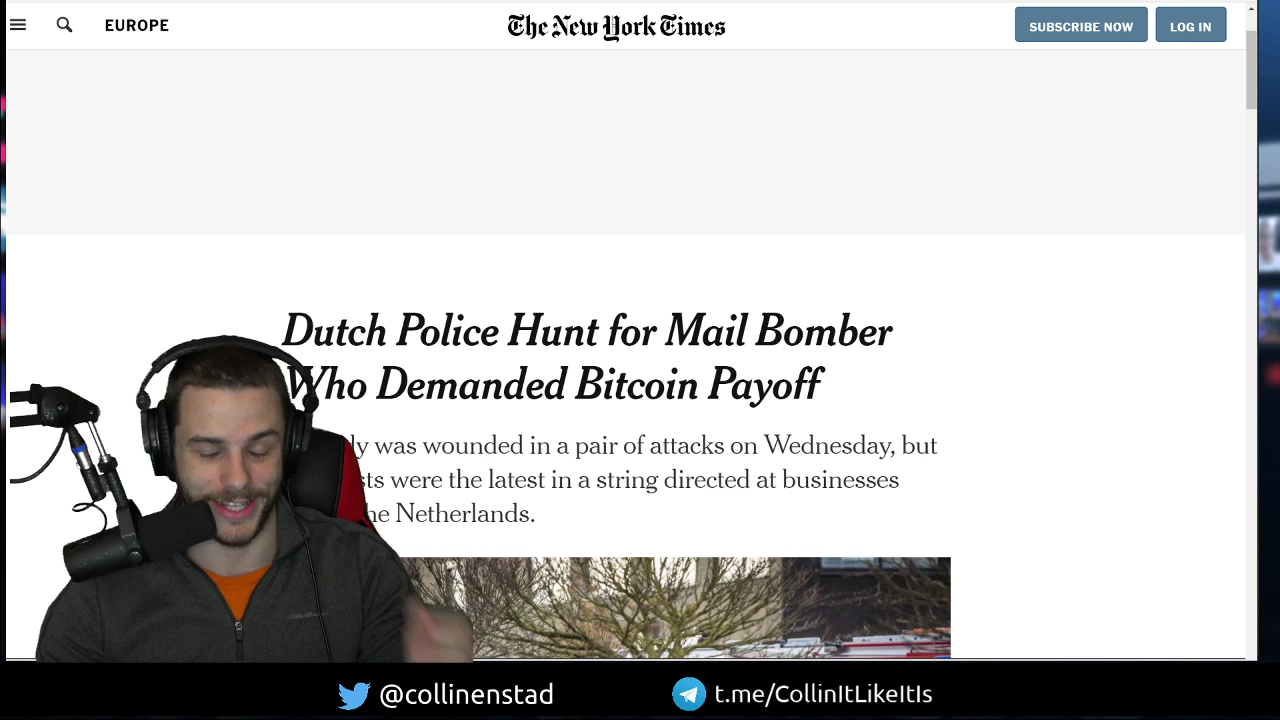 EUROPE
The New York Times
SUBSCRIBE NOW
LOG IN
Dutch Police Hunt for Mail Bomber
Who Demanded Bitcoin Payoff
was wounded in a pair of attacks on Wednesday, but
were the latest in a string directed at businesses
the Netherlands.
@collinenstad
t.me/CollinItLikeItIs